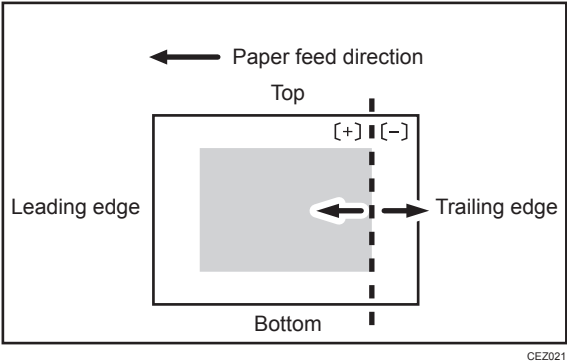 Paper feed direction
Top
[+] [−]
Leading edge
Trailing edge
Bottom
CEZ021